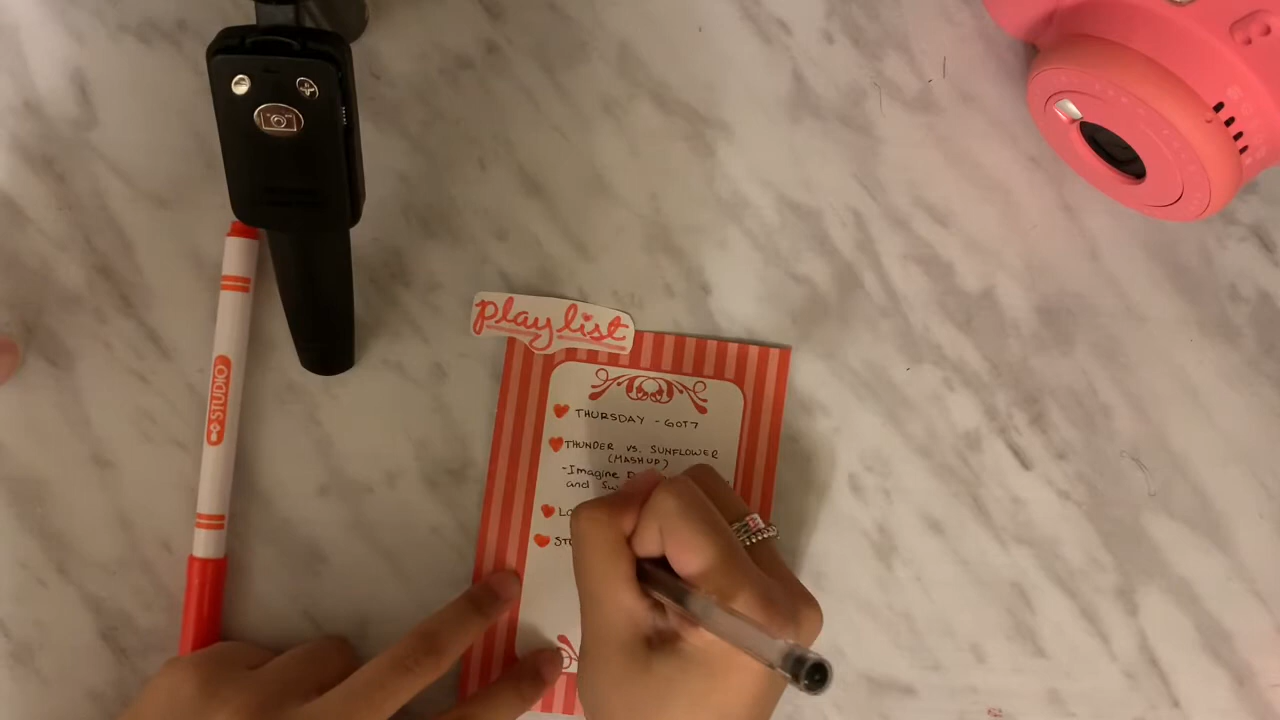 playlist
THURSDAY - GOT7
THUNDER VS. SUNFLOWER
(MASHUP)
-Imagine
and
STUDIO